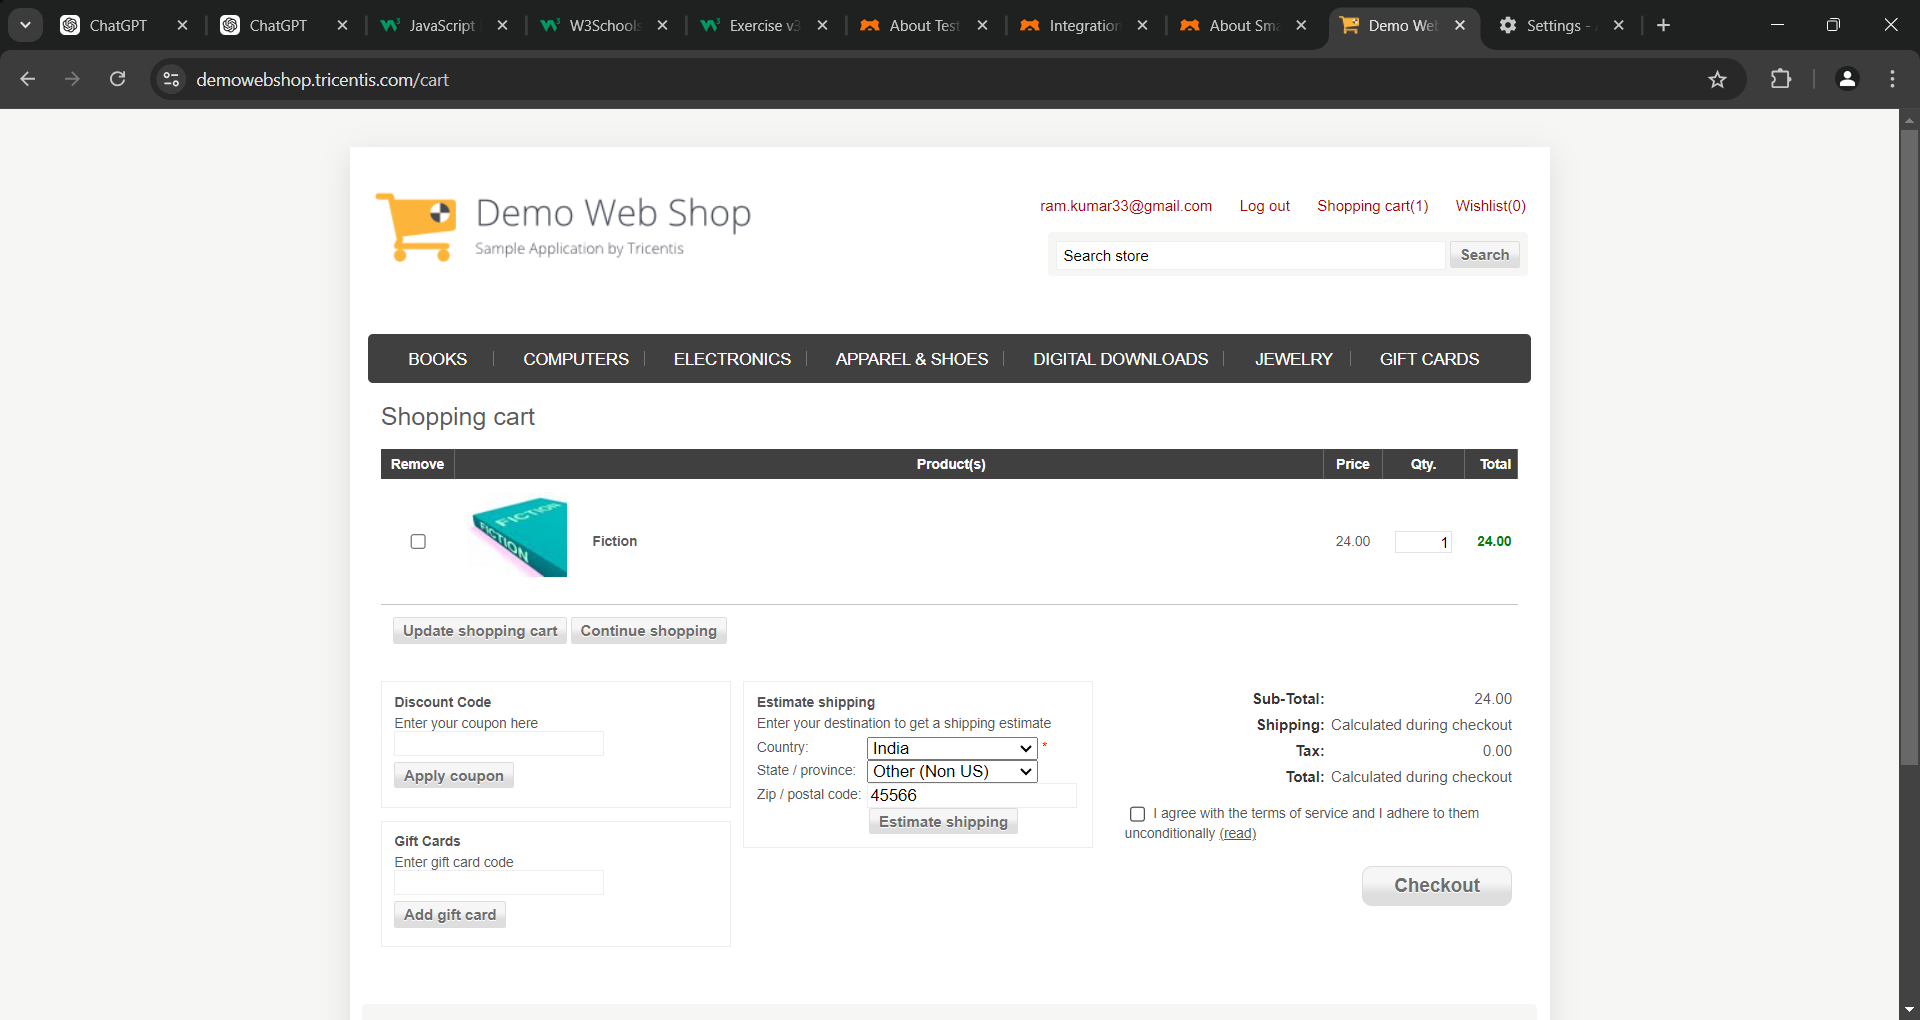 ChatGPT
ChatGPT
JavaScript
W3Schools
Exercise v3
About Test
Integration
About Sma
Demo Web
Settings -
demowebshop.tricentis.com/cart
Demo Web Shop
Sample Application by Tricentis
ram.kumar33@gmail.com Log out Shopping cart(1) Wishlist(0)
Search store Search
BOOKS COMPUTERS ELECTRONICS APPAREL & SHOES DIGITAL DOWNLOADS JEWELRY GIFT CARDS
Shopping cart
Remove Product(s) Price Qty. Total
FICTION
FICTION
Fiction 24.00 1 24.00
Update shopping cart Continue shopping
Discount Code
Enter your coupon here
Apply coupon
Gift Cards
Enter gift card code
Add gift card
Estimate shipping
Enter your destination to get a shipping estimate
Country: India *
State / province: Other (Non US)
Zip / postal code: 45566
Estimate shipping
Sub-Total: 24.00
Shipping: Calculated during checkout
Tax: 0.00
Total: Calculated during checkout
I agree with the terms of service and I adhere to them
unconditionally (read)
Checkout